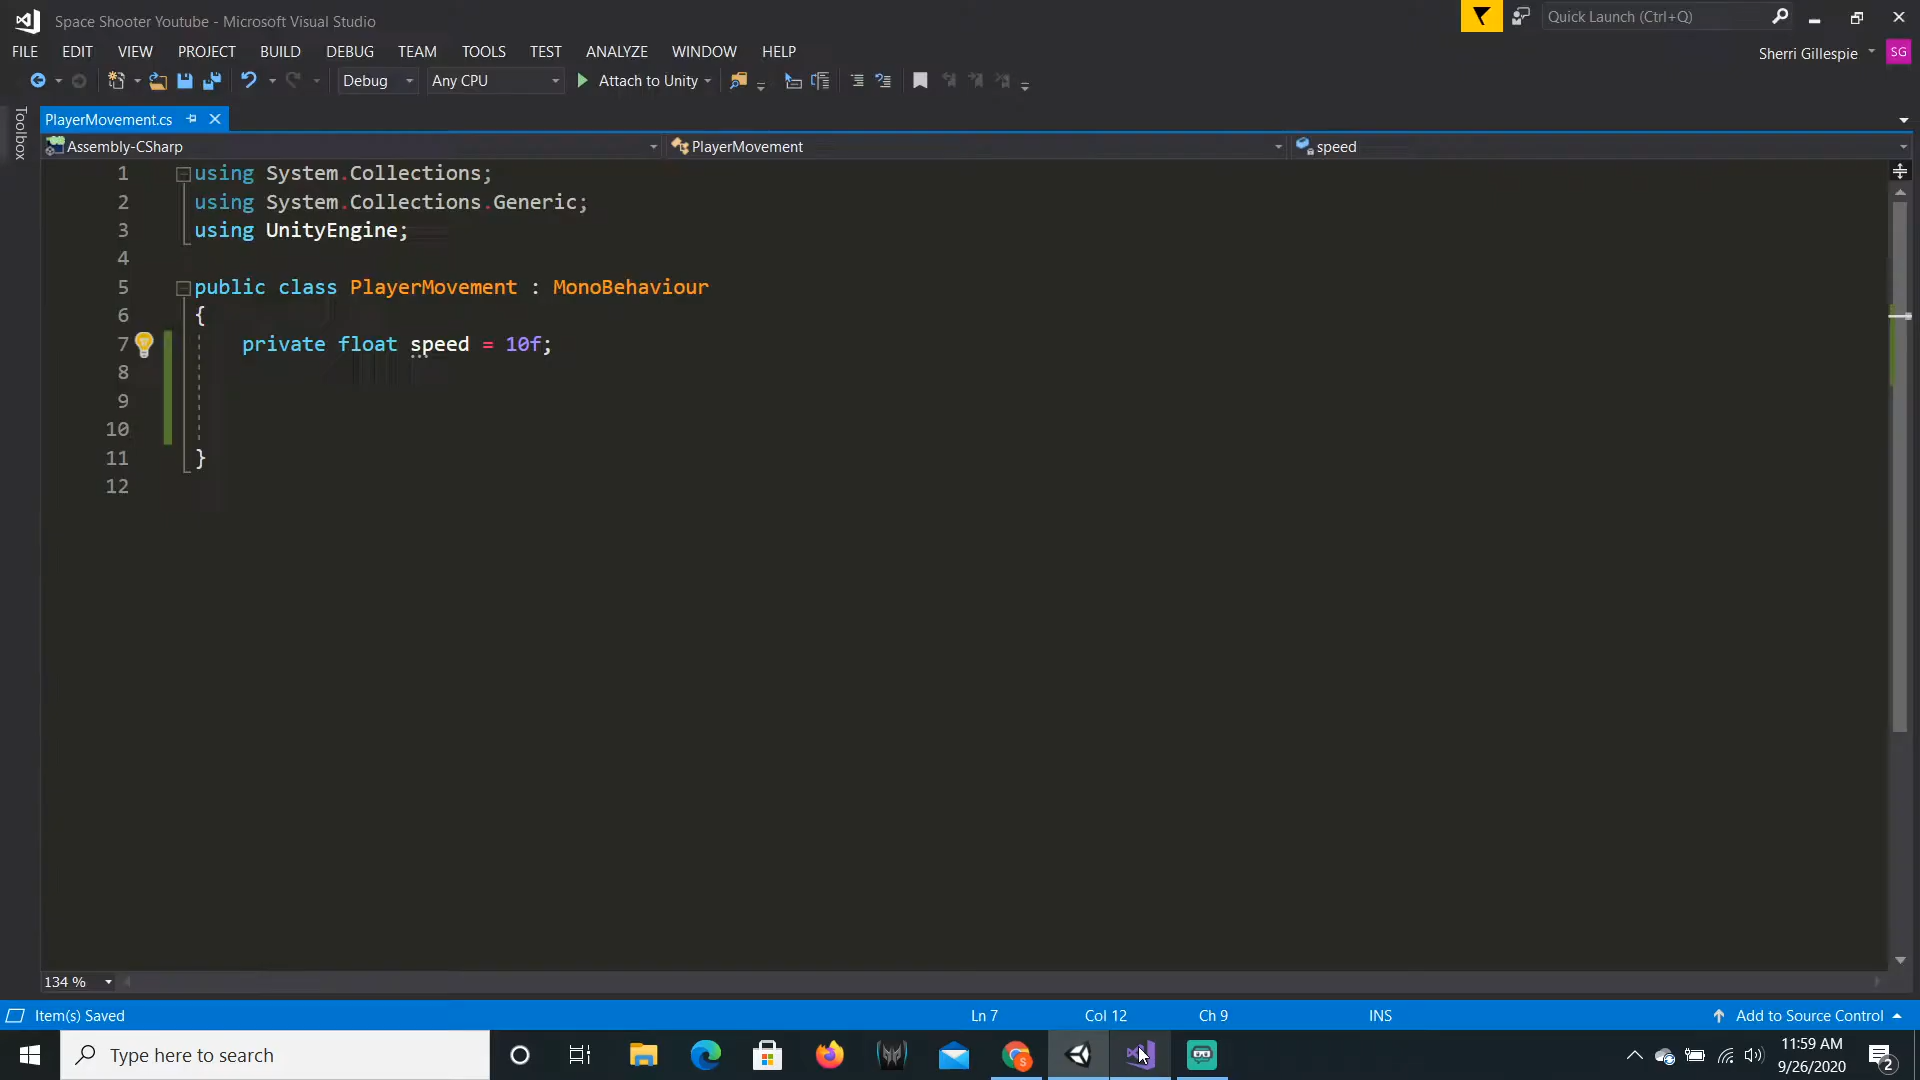 Space Shooter Youtube - Microsoft Visual Studio
Quick Launch (Ctrl+Q)
FILE EDIT VIEW PROJECT BUILD DEBUG TEAM TOOLS TEST ANALYZE WINDOW HELP
Sherri Gillespie SG
Debug Any CPU Attach to Unity
Toolbox
PlayerMovement.cs
Assembly-CSharp PlayerMovement speed
1 using System.Collections;
2 using System.Collections.Generic;
3 using UnityEngine;
4
5 public class PlayerMovement : MonoBehaviour
6 {
7 private float speed = 10f;
8
9
10
11 }
12
134 %
Item(s) Saved Ln 7 Col 12 Ch 9 INS Add to Source Control
Type here to search
11:59 AM
9/26/2020
2